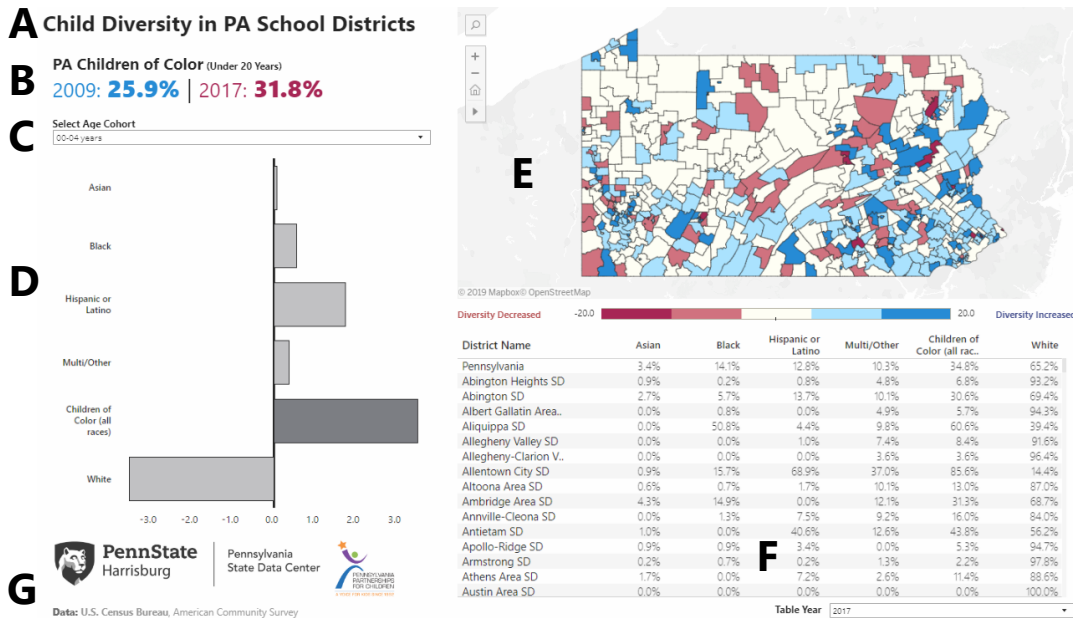 A Child Diversity in PA School Districts
B
PA Children of Color (Under 20 Years)
2009: 25.9% | 2017: 31.8%
C
Select Age Cohort
00-04 years
D
Asian
Black
Hispanic or
Latino
Multi/Other
Children of
Color (all
races)
White
-3.0 -2.0 -1.0 0.0 1.0 2.0 3.0
G
PennState
Harrisburg
Pennsylvania
State Data Center
PENNSYLVANIA
PARTNERSHIPS
FOR CHILDREN
Data: U.S. Census Bureau, American Community Survey
E
© 2019 Mapbox© OpenStreetMap
Diversity Decreased -20.0 20.0 Diversity Increased
District Name Asian Black Hispanic or Latino Multi/Other Children of Color (all rac.. White
Pennsylvania 3.4% 14.1% 12.8% 10.3% 34.8% 65.2%
Abington Heights SD 0.9% 0.2% 0.8% 4.8% 6.8% 93.2%
Abington SD 2.7% 5.7% 13.7% 10.1% 30.6% 69.4%
Albert Gallatin Area.. 0.0% 0.8% 0.0% 4.9% 5.7% 94.3%
Aliquippa SD 0.0% 50.8% 4.4% 9.8% 60.6% 39.4%
Allegheny Valley SD 0.0% 0.0% 1.0% 7.4% 8.4% 91.6%
Allegheny-Clarion V.. 0.0% 0.0% 0.0% 3.6% 3.6% 96.4%
Allentown City SD 0.9% 15.7% 68.9% 37.0% 85.6% 14.4%
Altoona Area SD 0.6% 0.7% 1.7% 10.1% 13.0% 87.0%
Ambridge Area SD 4.3% 14.9% 0.0% 12.1% 31.3% 68.7%
Annville-Cleona SD 0.0% 1.3% 7.5% 9.2% 16.0% 84.0%
Antietam SD 1.0% 0.0% 40.6% 12.6% 43.8% 56.2%
Apollo-Ridge SD 0.9% 0.9% 3.4% 0.0% 5.3% 94.7%
Armstrong SD 0.2% 0.7% 0.2% 1.3% 2.2% 97.8%
Athens Area SD 1.7% 0.0% 7.2% 2.6% 11.4% 88.6%
Austin Area SD 0.0% 0.0% 0.0% 0.0% 0.0% 100.0%
F
Table Year 2017